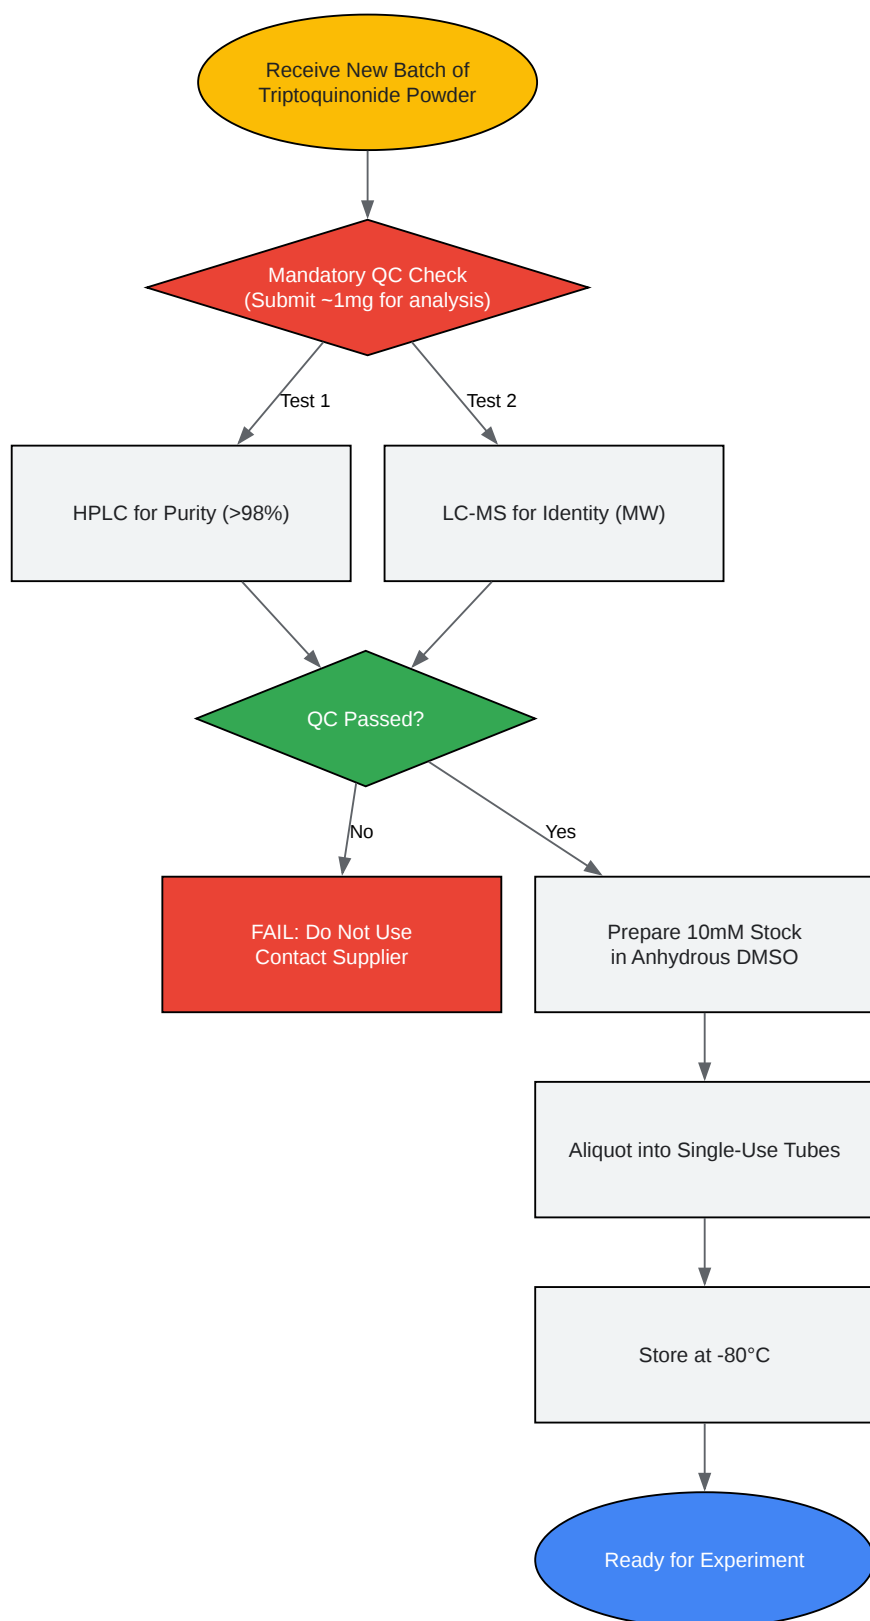 Receive New Batch of
Triptoquinonide Powder
Mandatory QC Check
(Submit ~1mg for analysis)
Test 1
Test 2
HPLC for Purity (>98%)
LC-MS for Identity (MW)
QC Passed?
No
Yes
FAIL: Do Not Use
Contact Supplier
Prepare 10mM Stock
in Anhydrous DMSO
Aliquot into Single-Use Tubes
Store at -80°C
Ready for Experiment